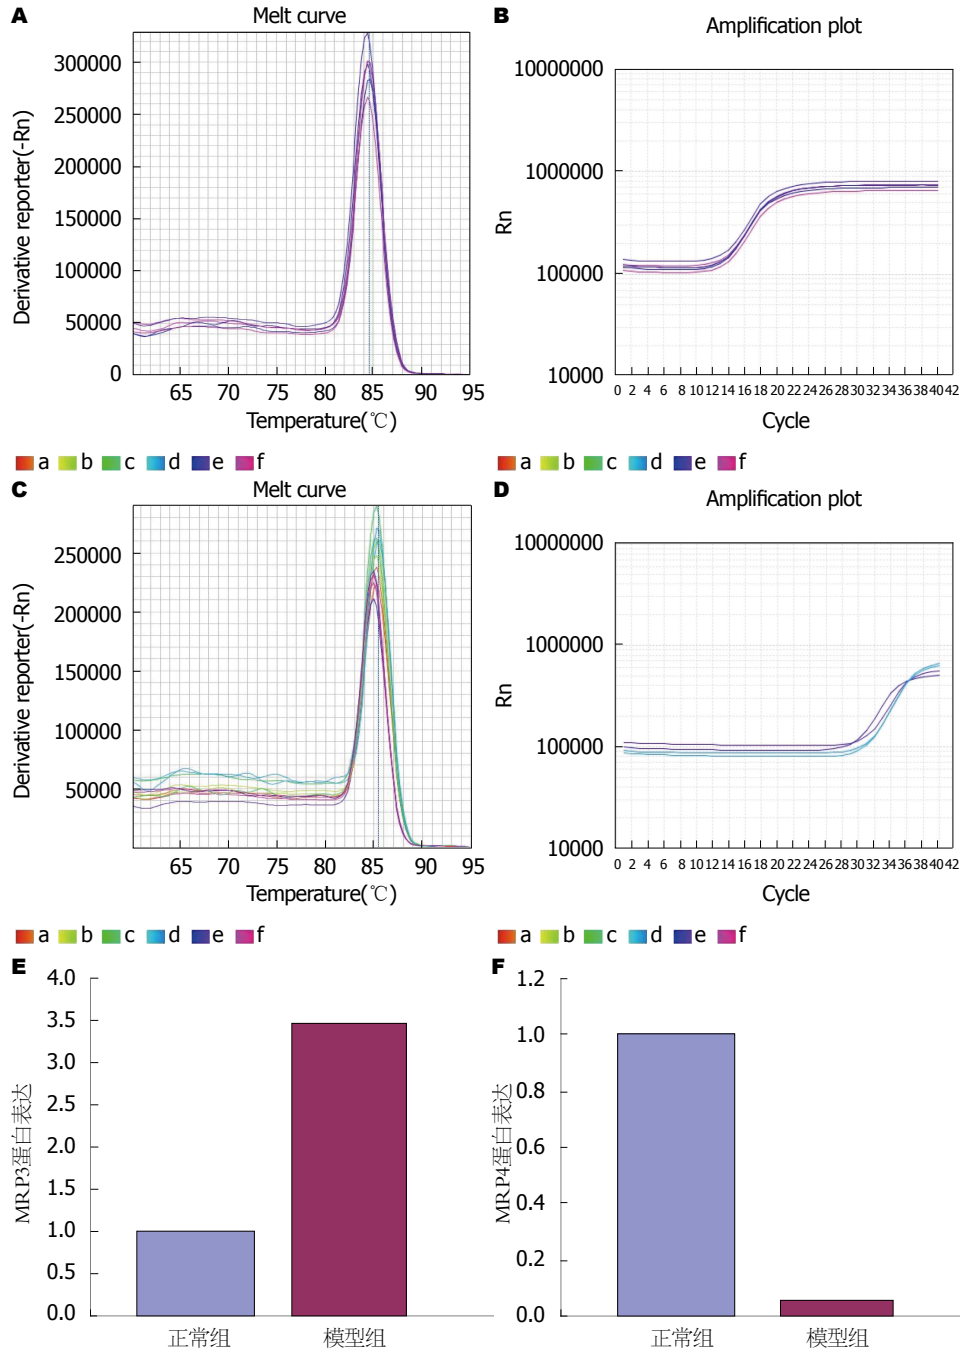 A
Melt curve
300000
250000
200000
150000
100000
50000
0
Derivative reporter(-Rn)
65 70 75 80 85 90 95
Temperature(℃)
a b c d e f
B
Amplification plot
10000000
1000000
100000
10000
Rn
0 2 4 6 8 10 12 14 16 18 20 22 24 26 28 30 32 34 36 38 40 42
Cycle
a b c d e f
C
Melt curve
250000
200000
150000
100000
50000
Derivative reporter(-Rn)
65 70 75 80 85 90 95
Temperature(℃)
a b c d e f
D
Amplification plot
10000000
1000000
100000
10000
Rn
0 2 4 6 8 10 12 14 16 18 20 22 24 26 28 30 32 34 36 38 40 42
Cycle
a b c d e f
E
4.0
3.5
3.0
2.5
2.0
1.5
1.0
0.5
0.0
MRP3蛋白表达
正常组 模型组
F
1.2
1.0
0.8
0.6
0.4
0.2
0.0
MRP4蛋白表达
正常组 模型组